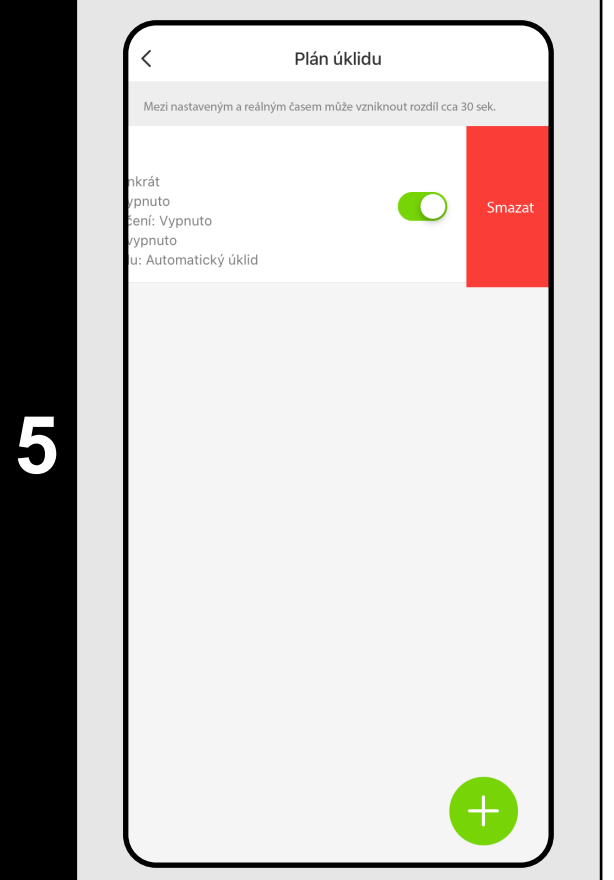 Plán úklidu
Mezi nastaveným a reálným časem může vzniknout rozdíl cca 30 sek.
nkrát
ypnuto
čení: Vypnuto
vypnuto
lu: Automatický úklid
Smazat
5